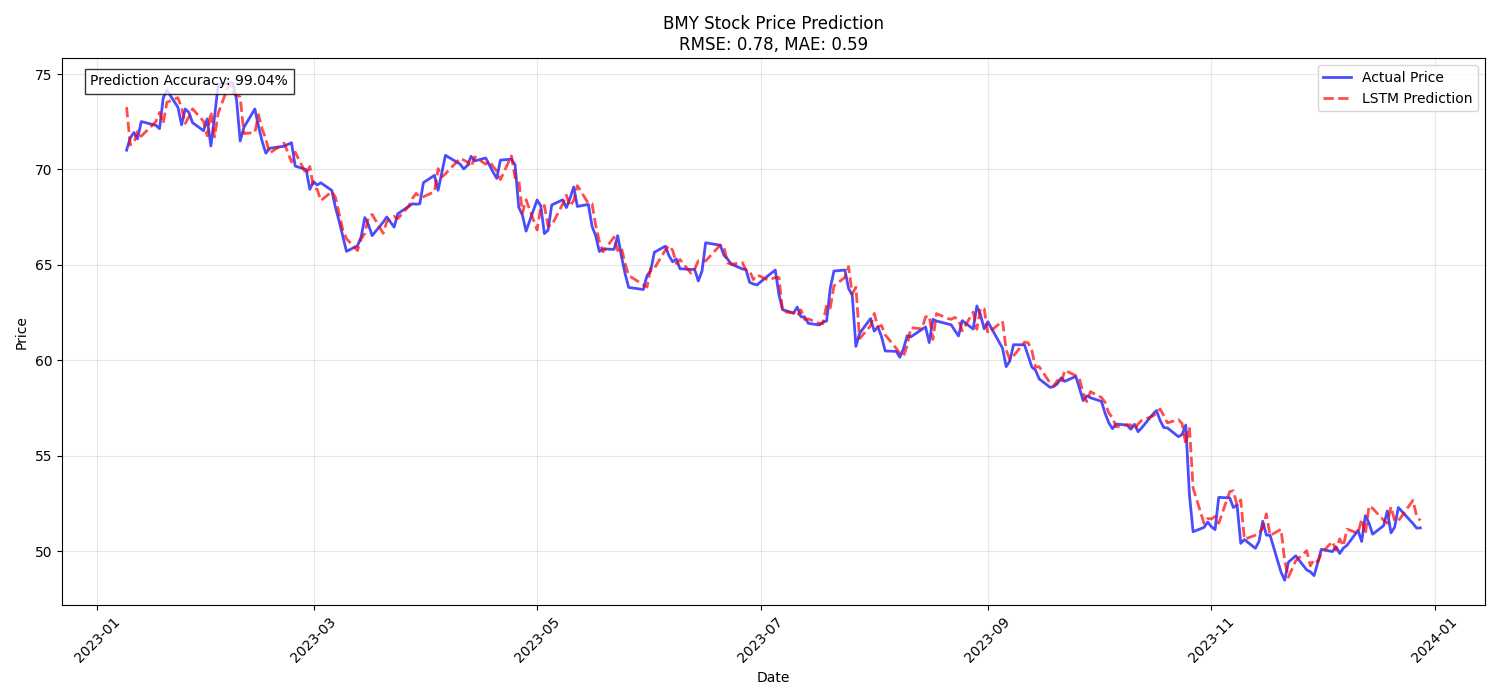 BMY Stock Price Prediction
RMSE: 0.78, MAE: 0.59
Prediction Accuracy: 99.04%
Actual Price
LSTM Prediction
Price
75
70
65
60
55
50
2023-01
2023-03
2023-05
2023-07
2023-09
2023-11
2024-01
Date